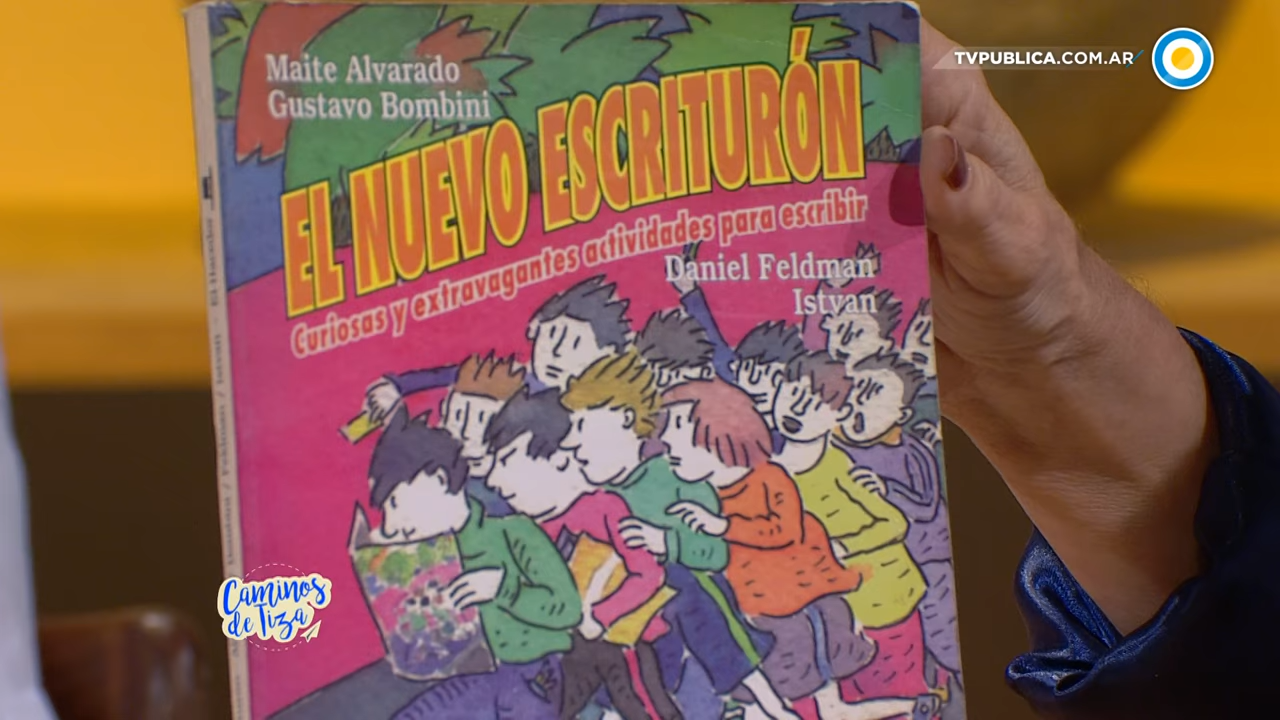 Maite Alvarado
Gustavo Bombini
EL NUEVO ESCRITURÓN
Curiosas y extravagantes actividades para escribir
Daniel Feldman
Istvan
TVPUBLICA.COM.AR
Caminos
de Tiza